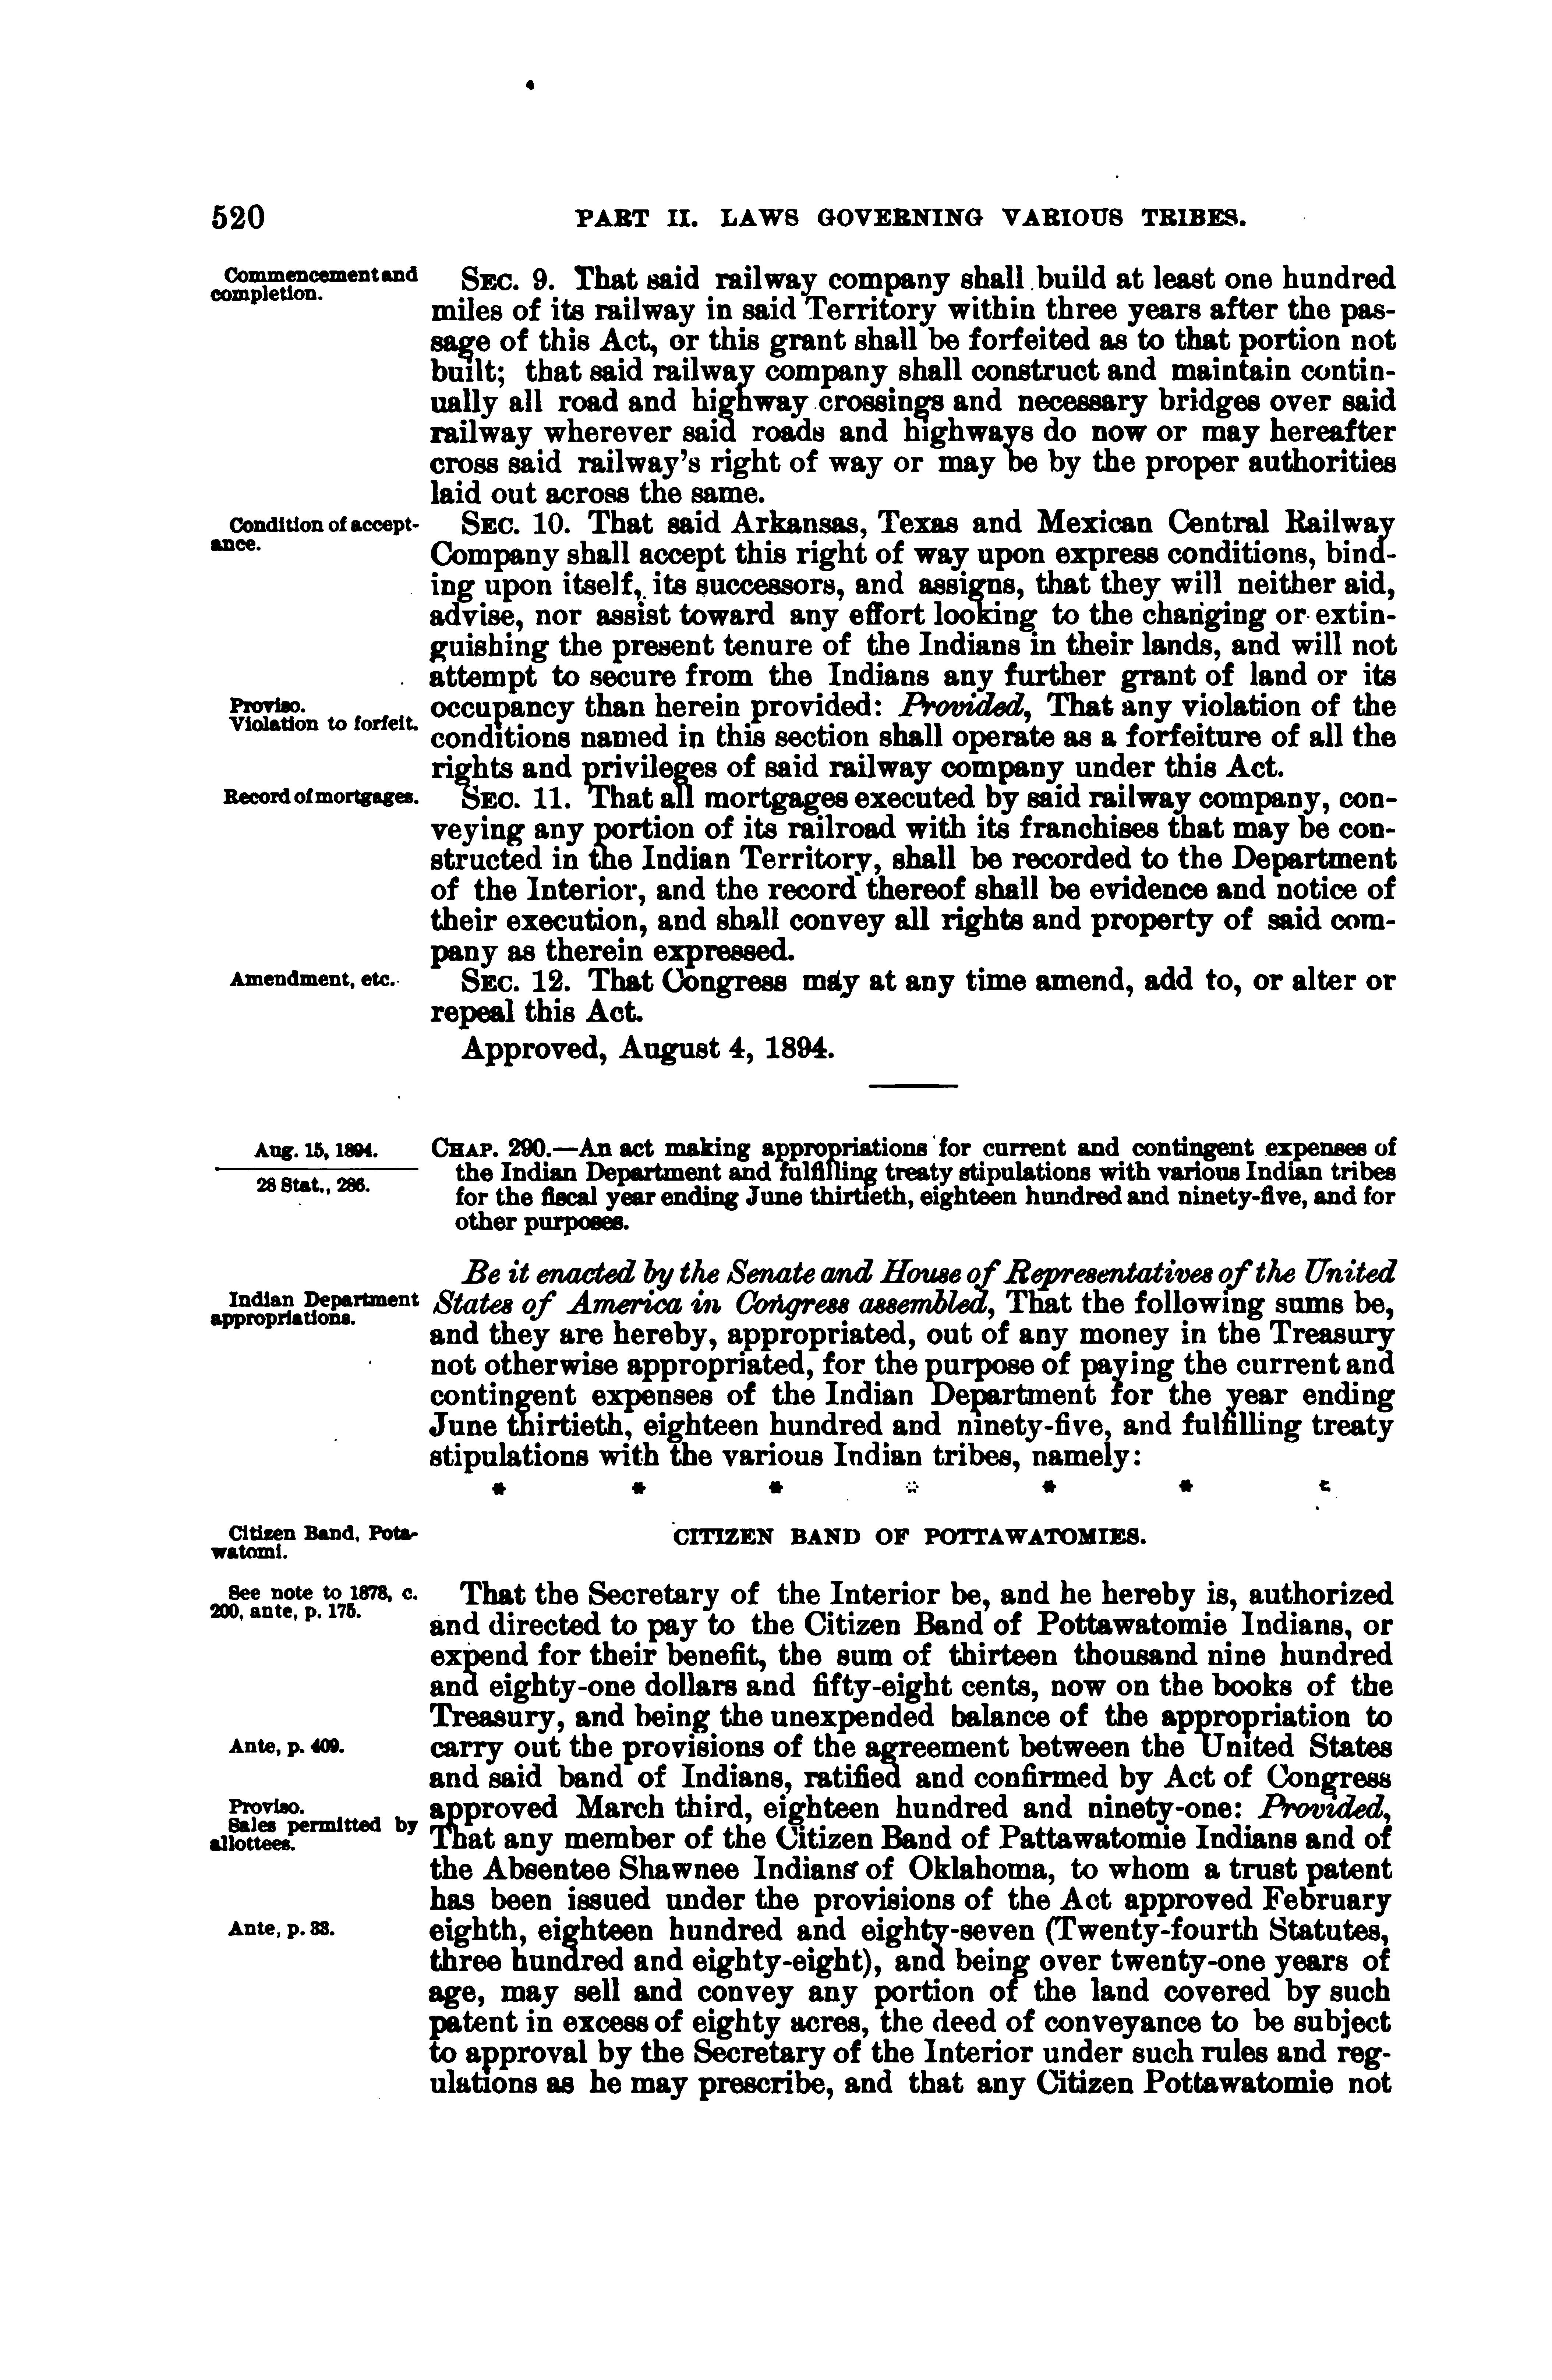 520 PART II. LAWS GOVERNING VARIOUS TRIBES.
Commencement and
completion.
SEC. 9. That said railway company shall build at least one hundred
miles of its railway in said Territory within three years after the pas-
sage of this Act, or this grant shall be forfeited as to that portion not
built; that said railway company shall construct and maintain contin-
ually all road and highway crossings and necessary bridges over said
railway wherever said roads and highways do now or may hereafter
cross said railway's right of way or may be by the proper authorities
laid out across the same.
Condition of accept-
ance.
SEC. 10. That said Arkansas, Texas and Mexican Central Railway
Company shall accept this right of way upon express conditions, bind-
ing upon itself, its successors, and assigns, that they will neither aid,
advise, nor assist toward any effort looking to the changing or extin-
guishing the present tenure of the Indians in their lands, and will not
attempt to secure from the Indians any further grant of land or its
Proviso.
Violation to forfeit.
occupancy than herein provided: Provided, That any violation of the
conditions named in this section shall operate as a forfeiture of all the
rights and privileges of said railway company under this Act.
Record of mortgages.
SEC. 11. That all mortgages executed by said railway company, con-
veying any portion of its railroad with its franchises that may be con-
structed in the Indian Territory, shall be recorded to the Department
of the Interior, and the record thereof shall be evidence and notice of
their execution, and shall convey all rights and property of said com-
pany as therein expressed.
Amendment, etc.
SEC. 12. That Congress may at any time amend, add to, or alter or
repeal this Act.
Approved, August 4, 1894.
Aug. 15, 1894.
28 Stat., 286.
CHAP. 290.—An act making appropriations for current and contingent expenses of
the Indian Department and fulfilling treaty stipulations with various Indian tribes
for the fiscal year ending June thirtieth, eighteen hundred and ninety-five, and for
other purposes.
Be it enacted by the Senate and House of Representatives of the United
Indian Department
appropriations.
States of America in Congress assembled, That the following sums be,
and they are hereby, appropriated, out of any money in the Treasury
not otherwise appropriated, for the purpose of paying the current and
contingent expenses of the Indian Department for the year ending
June thirtieth, eighteen hundred and ninety-five, and fulfilling treaty
stipulations with the various Indian tribes, namely:
* * * * * * *
Citizen Band, Pota-
watomi.
CITIZEN BAND OF POTTAWATOMIES.
See note to 1878, c.
200, ante, p. 175.
That the Secretary of the Interior be, and he hereby is, authorized
and directed to pay to the Citizen Band of Pottawatomie Indians, or
expend for their benefit, the sum of thirteen thousand nine hundred
and eighty-one dollars and fifty-eight cents, now on the books of the
Treasury, and being the unexpended balance of the appropriation to
Ante, p. 409.
carry out the provisions of the agreement between the United States
and said band of Indians, ratified and confirmed by Act of Congress
Proviso.
Sales permitted by
allottees.
approved March third, eighteen hundred and ninety-one: Provided,
That any member of the Citizen Band of Pattawatomie Indians and of
the Absentee Shawnee Indians of Oklahoma, to whom a trust patent
has been issued under the provisions of the Act approved February
Ante, p. 33.
eighth, eighteen hundred and eighty-seven (Twenty-fourth Statutes,
three hundred and eighty-eight), and being over twenty-one years of
age, may sell and convey any portion of the land covered by such
patent in excess of eighty acres, the deed of conveyance to be subject
to approval by the Secretary of the Interior under such rules and reg-
ulations as he may prescribe, and that any Citizen Pottawatomie not